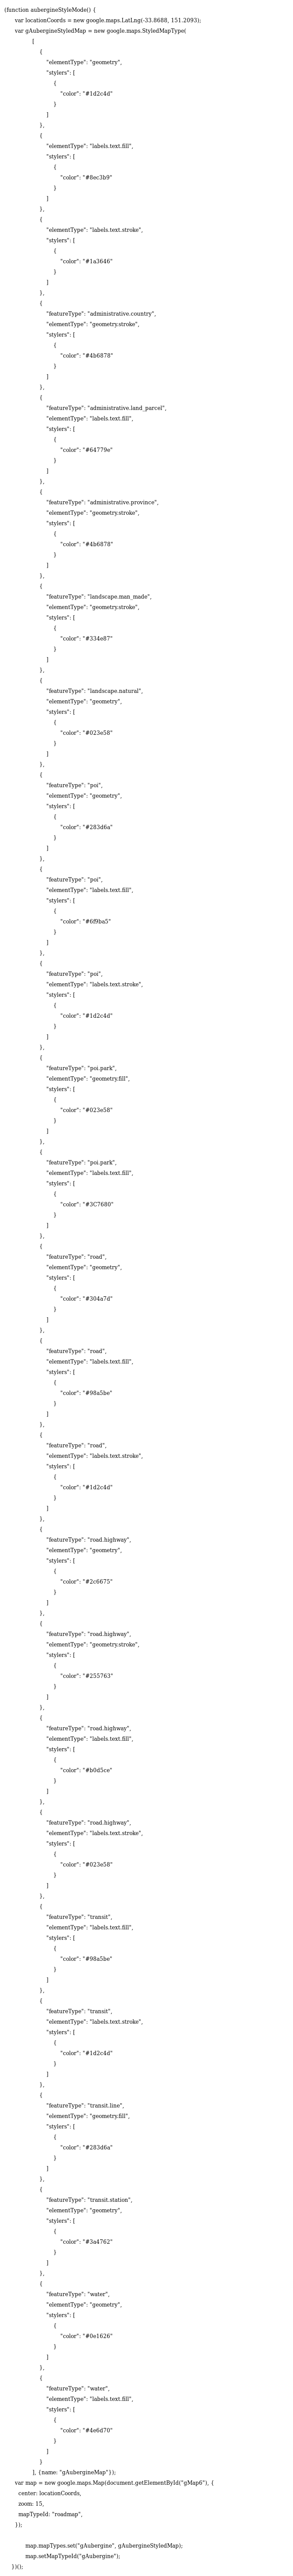 (function aubergineStyleMode() {
var locationCoords = new google.maps.LatLng(-33.8688, 151.2093);
var gAubergineStyledMap = new google.maps.StyledMapType(
[
{
"elementType": "geometry",
"stylers": [
{
"color": "#1d2c4d"
}
]
},
{
"elementType": "labels.text.fill",
"stylers": [
{
"color": "#8ec3b9"
}
]
},
{
"elementType": "labels.text.stroke",
"stylers": [
{
"color": "#1a3646"
}
]
},
{
"featureType": "administrative.country",
"elementType": "geometry.stroke",
"stylers": [
{
"color": "#4b6878"
}
]
},
{
"featureType": "administrative.land_parcel",
"elementType": "labels.text.fill",
"stylers": [
{
"color": "#64779e"
}
]
},
{
"featureType": "administrative.province",
"elementType": "geometry.stroke",
"stylers": [
{
"color": "#4b6878"
}
]
},
{
"featureType": "landscape.man_made",
"elementType": "geometry.stroke",
"stylers": [
{
"color": "#334e87"
}
]
},
{
"featureType": "landscape.natural",
"elementType": "geometry",
"stylers": [
{
"color": "#023e58"
}
]
},
{
"featureType": "poi",
"elementType": "geometry",
"stylers": [
{
"color": "#283d6a"
}
]
},
{
"featureType": "poi",
"elementType": "labels.text.fill",
"stylers": [
{
"color": "#6f9ba5"
}
]
},
{
"featureType": "poi",
"elementType": "labels.text.stroke",
"stylers": [
{
"color": "#1d2c4d"
}
]
},
{
"featureType": "poi.park",
"elementType": "geometry.fill",
"stylers": [
{
"color": "#023e58"
}
]
},
{
"featureType": "poi.park",
"elementType": "labels.text.fill",
"stylers": [
{
"color": "#3C7680"
}
]
},
{
"featureType": "road",
"elementType": "geometry",
"stylers": [
{
"color": "#304a7d"
}
]
},
{
"featureType": "road",
"elementType": "labels.text.fill",
"stylers": [
{
"color": "#98a5be"
}
]
},
{
"featureType": "road",
"elementType": "labels.text.stroke",
"stylers": [
{
"color": "#1d2c4d"
}
]
},
{
"featureType": "road.highway",
"elementType": "geometry",
"stylers": [
{
"color": "#2c6675"
}
]
},
{
"featureType": "road.highway",
"elementType": "geometry.stroke",
"stylers": [
{
"color": "#255763"
}
]
},
{
"featureType": "road.highway",
"elementType": "labels.text.fill",
"stylers": [
{
"color": "#b0d5ce"
}
]
},
{
"featureType": "road.highway",
"elementType": "labels.text.stroke",
"stylers": [
{
"color": "#023e58"
}
]
},
{
"featureType": "transit",
"elementType": "labels.text.fill",
"stylers": [
{
"color": "#98a5be"
}
]
},
{
"featureType": "transit",
"elementType": "labels.text.stroke",
"stylers": [
{
"color": "#1d2c4d"
}
]
},
{
"featureType": "transit.line",
"elementType": "geometry.fill",
"stylers": [
{
"color": "#283d6a"
}
]
},
{
"featureType": "transit.station",
"elementType": "geometry",
"stylers": [
{
"color": "#3a4762"
}
]
},
{
"featureType": "water",
"elementType": "geometry",
"stylers": [
{
"color": "#0e1626"
}
]
},
{
"featureType": "water",
"elementType": "labels.text.fill",
"stylers": [
{
"color": "#4e6d70"
}
]
}
], {name: "gAubergineMap"});
var map = new google.maps.Map(document.getElementById("gMap6"), {
center: locationCoords,
zoom: 15,
mapTypeId: "roadmap",
});
map.mapTypes.set("gAubergine", gAubergineStyledMap);
map.setMapTypeId("gAubergine");
})();